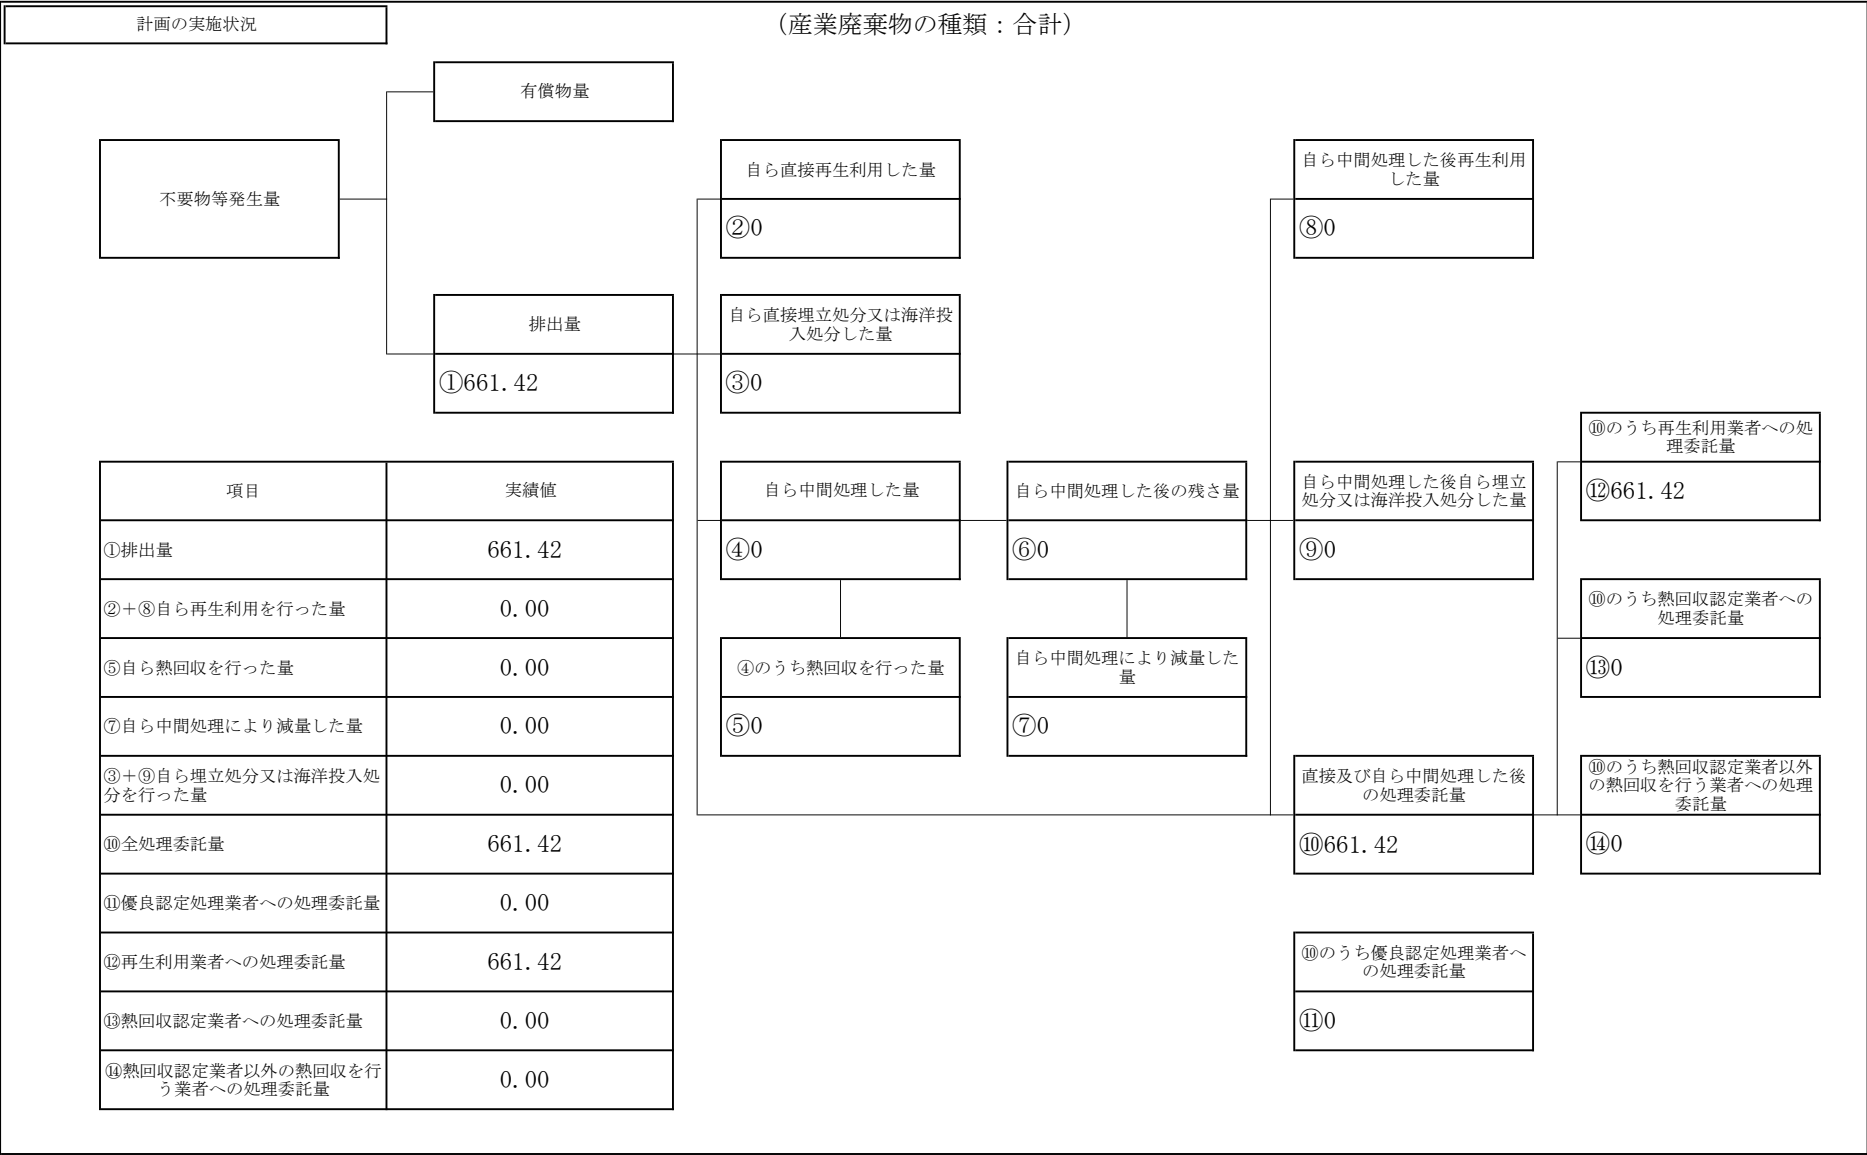 計画の実施状況
（産業廃棄物の種類：合計）
有償物量
不要物等発生量
自ら直接再生利用した量
②0
自ら中間処理した後再生利用
した量
⑧0
排出量
①661.42
自ら直接埋立処分又は海洋投
入処分した量
③0
⑩のうち再生利用業者への処
理委託量
⑫661.42
自ら中間処理した量
④0
自ら中間処理した後の残さ量
⑥0
自ら中間処理した後自ら埋立
処分又は海洋投入処分した量
⑨0
⑩のうち熱回収認定業者への
処理委託量
⑬0
④のうち熱回収を行った量
⑤0
自ら中間処理により減量した
量
⑦0
直接及び自ら中間処理した後
の処理委託量
⑩661.42
⑩のうち熱回収認定業者以外
の熱回収を行う業者への処理
委託量
⑭0
⑩のうち優良認定処理業者へ
の処理委託量
⑪0
項目 実績値
①排出量 661.42
②＋⑧自ら再生利用を行った量 0.00
⑤自ら熱回収を行った量 0.00
⑦自ら中間処理により減量した量 0.00
③＋⑨自ら埋立処分又は海洋投入処
分を行った量 0.00
⑩全処理委託量 661.42
⑪優良認定処理業者への処理委託量 0.00
⑫再生利用業者への処理委託量 661.42
⑬熱回収認定業者への処理委託量 0.00
⑭熱回収認定業者以外の熱回収を行
う業者への処理委託量 0.00